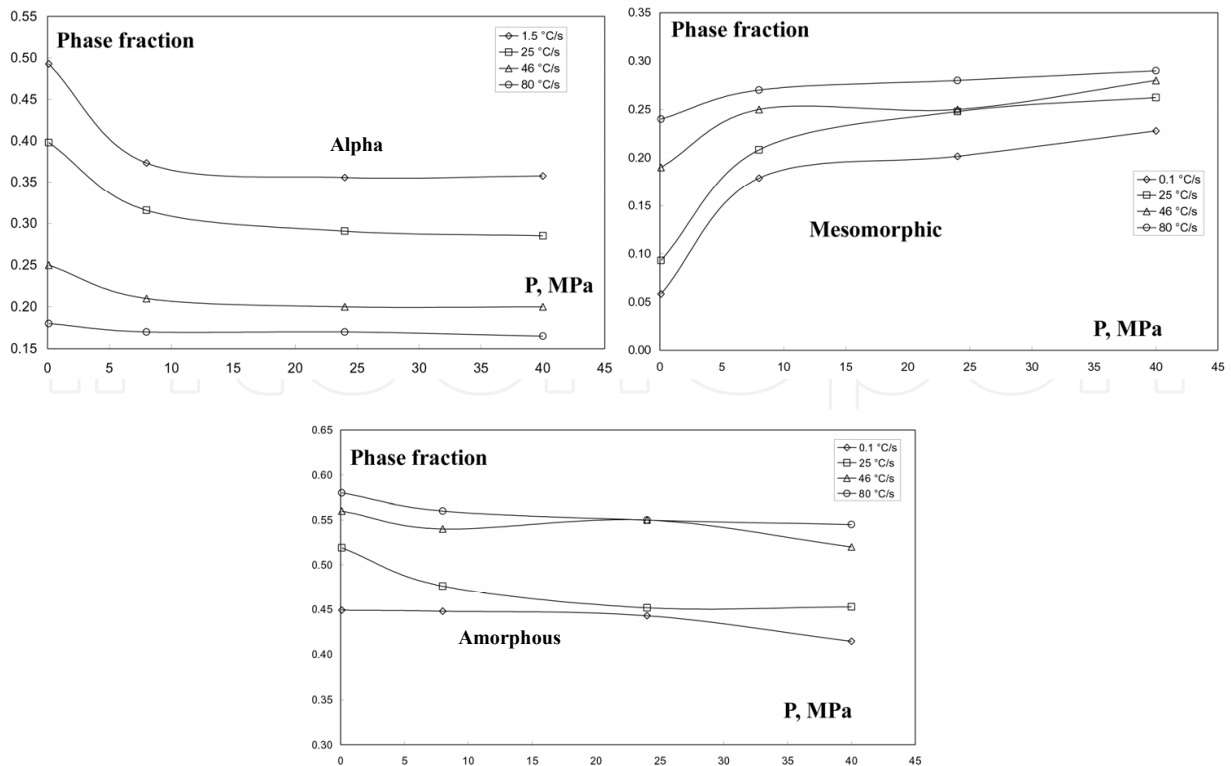 Phase fraction
0.55
0.50
0.45
0.40
0.35
0.30
0.25
0.20
0.15
1.5 °C/s
25 °C/s
46 °C/s
80 °C/s
Alpha
P, MPa
0 5 10 15 20 25 30 35 40 45
Phase fraction
0.35
0.30
0.25
0.20
0.15
0.10
0.05
0.00
0.1 °C/s
25 °C/s
46 °C/s
80 °C/s
Mesomorphic
P, MPa
0 5 10 15 20 25 30 35 40 45
Phase fraction
0.65
0.60
0.55
0.50
0.45
0.40
0.35
0.30
0.1 °C/s
25 °C/s
46 °C/s
80 °C/s
Amorphous
P, MPa
0 5 10 15 20 25 30 35 40 45